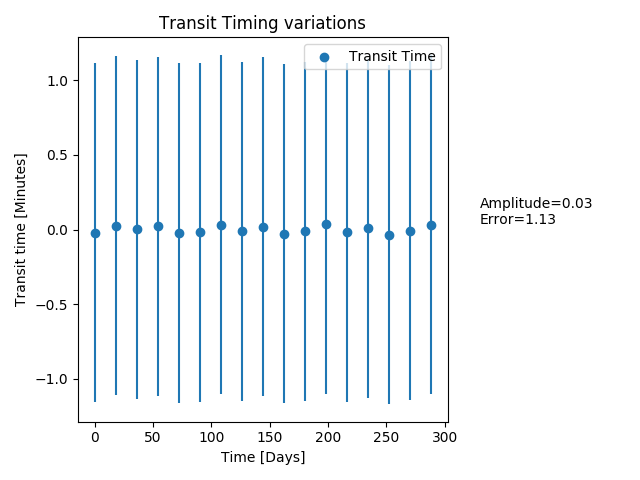 Transit Timing variations
Transit Time
1.0
0.5
0.0
−0.5
−1.0
Transit time [Minutes]
0 50 100 150 200 250 300
Time [Days]
Amplitude=0.03
Error=1.13